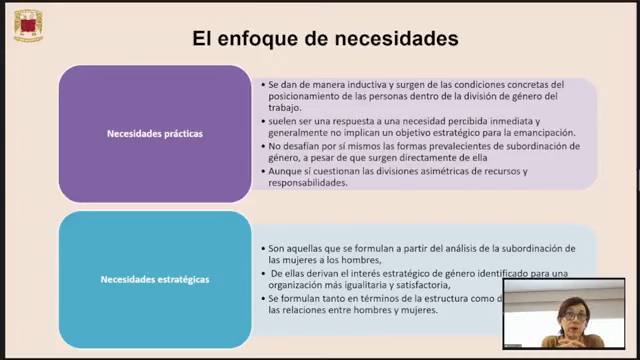 El enfoque de necesidades
Necesidades prácticas
• Se dan de manera inductiva y surgen de las condiciones concretas del
posicionamiento de las personas dentro de la división de género del
trabajo.
• suelen ser una respuesta a una necesidad percibida inmediata y
generalmente no implican un objetivo estratégico para la emancipación.
• No desafían por sí mismos las formas prevalecientes de subordinación de
género, a pesar de que surgen directamente de ella
• Aunque sí cuestionan las divisiones asimétricas de recursos y
responsabilidades.
Necesidades estratégicas
• Son aquellas que se formulan a partir del análisis de la subordinación de
las mujeres a los hombres,
• De ellas derivan el interés estratégico de género identificado para una
organización más igualitaria y satisfactoria,
• Se formulan tanto en términos de la estructura como d
las relaciones entre hombres y mujeres.